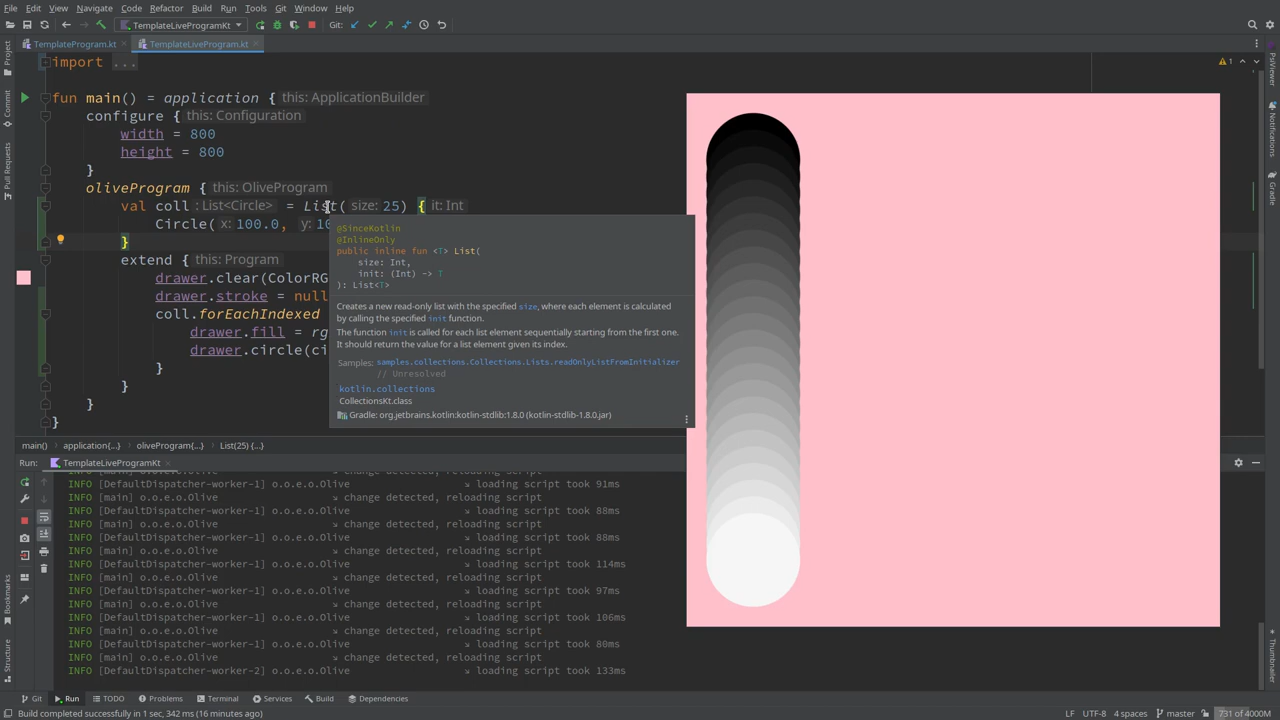 File Edit View Navigate Code Refactor Build Run Tools Git Window Help
TemplateLiveProgramKt Git:
TemplateProgram.kt TemplateLiveProgram.kt
import ...
1
fun main() = application { this: ApplicationBuilder
configure { this: Configuration
width = 800
height = 800
}
oliveProgram { this: OliveProgram
val coll : List<Circle> = List( size: 25) { it: Int
Circle( x: 100.0, y: 10
}
extend { this: Program
drawer.clear(ColorRG
drawer.stroke = null
coll.forEachIndexed
drawer.fill = rg
drawer.circle(ci
}
}
}
}
@SinceKotlin
@InlineOnly
public inline fun <T> List(
size: Int,
init: (Int) -> T
): List<T>
Creates a new read-only list with the specified size, where each element is calculated
by calling the specified init function.
The function init is called for each list element sequentially starting from the first one.
It should return the value for a list element given its index.
Samples: samples.collections.Collections.Lists.readOnlyListFromInitializer
// Unresolved
kotlin.collections
CollectionsKt.class
Gradle: org.jetbrains.kotlin:kotlin-stdlib:1.8.0 (kotlin-stdlib-1.8.0.jar)
main() application{...} oliveProgram{...} List(25) {...}
Run: TemplateLiveProgramKt
INFO [DefaultDispatcher-worker-1] o.o.e.o.Olive ↘ loading script took 91ms
INFO [main] o.o.e.o.Olive ↘ change detected, reloading script
INFO [DefaultDispatcher-worker-1] o.o.e.o.Olive ↘ loading script took 88ms
INFO [main] o.o.e.o.Olive ↘ change detected, reloading script
INFO [DefaultDispatcher-worker-1] o.o.e.o.Olive ↘ loading script took 88ms
INFO [main] o.o.e.o.Olive ↘ change detected, reloading script
INFO [DefaultDispatcher-worker-1] o.o.e.o.Olive ↘ loading script took 114ms
INFO [main] o.o.e.o.Olive ↘ change detected, reloading script
INFO [DefaultDispatcher-worker-1] o.o.e.o.Olive ↘ loading script took 97ms
INFO [main] o.o.e.o.Olive ↘ change detected, reloading script
INFO [DefaultDispatcher-worker-1] o.o.e.o.Olive ↘ loading script took 106ms
INFO [main] o.o.e.o.Olive ↘ change detected, reloading script
INFO [DefaultDispatcher-worker-1] o.o.e.o.Olive ↘ loading script took 80ms
INFO [main] o.o.e.o.Olive ↘ change detected, reloading script
INFO [DefaultDispatcher-worker-2] o.o.e.o.Olive ↘ loading script took 133ms
Git Run TODO Problems Terminal Services Build Dependencies
Build completed successfully in 1 sec, 342 ms (16 minutes ago)
LF UTF-8 4 spaces master 731 of 4000M
Project
Commit
Pull Requests
Bookmarks
Structure
PsiViewer
Notifications
Gradle
Thumbnailer